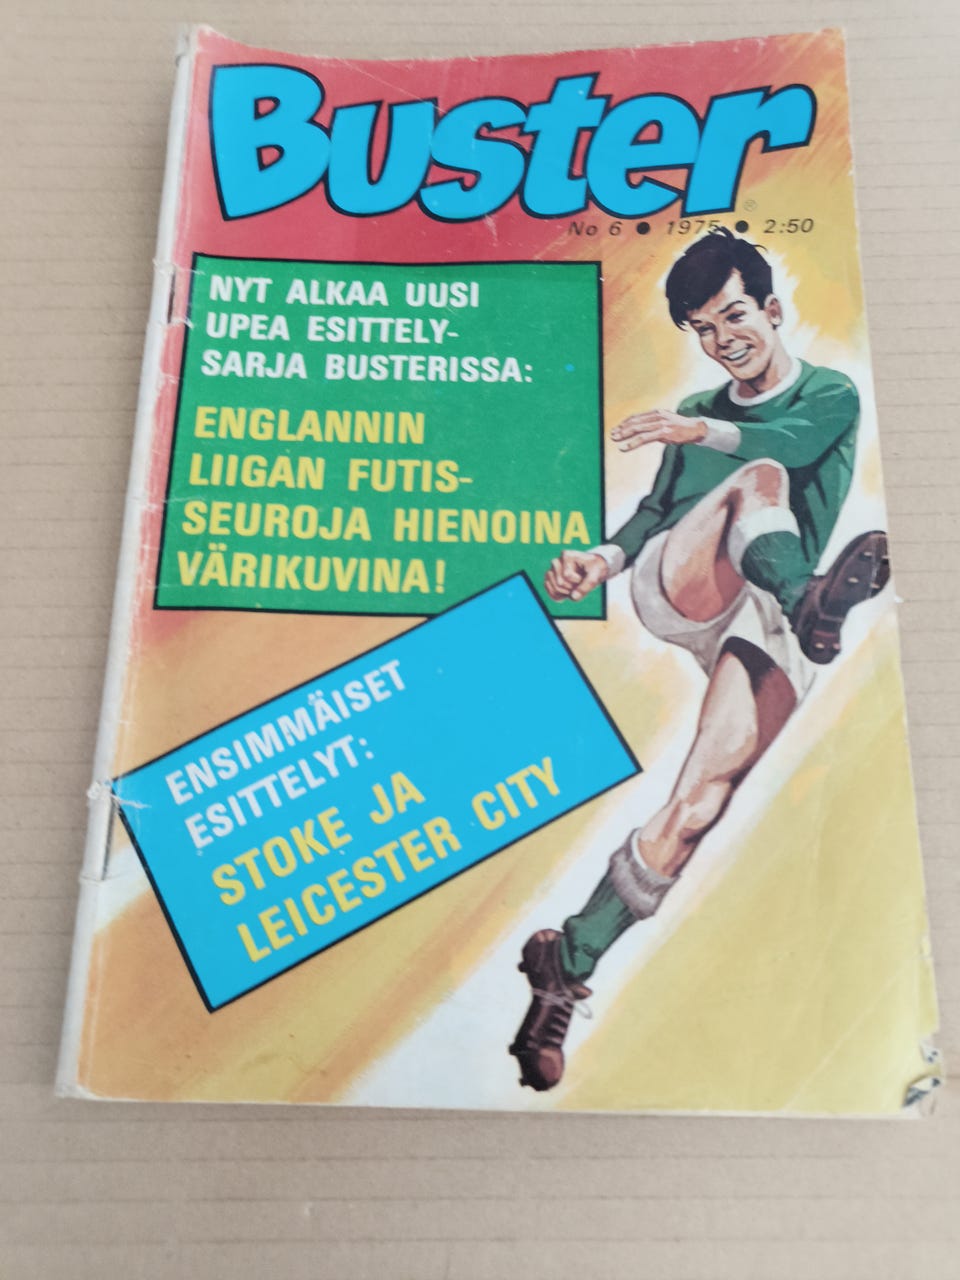 Buster
®
No 6 ● 1975 ● 2:50
NYT ALKAA UUSI
UPEA ESITTELY-
SARJA BUSTERISSA:
ENGLANNIN
LIIGAN FUTIS-
SEUROJA HIENOINA
VÄRIKUVINA!
ENSIMMÄISET
ESITTELYT:
STOKE JA
LEICESTER CITY